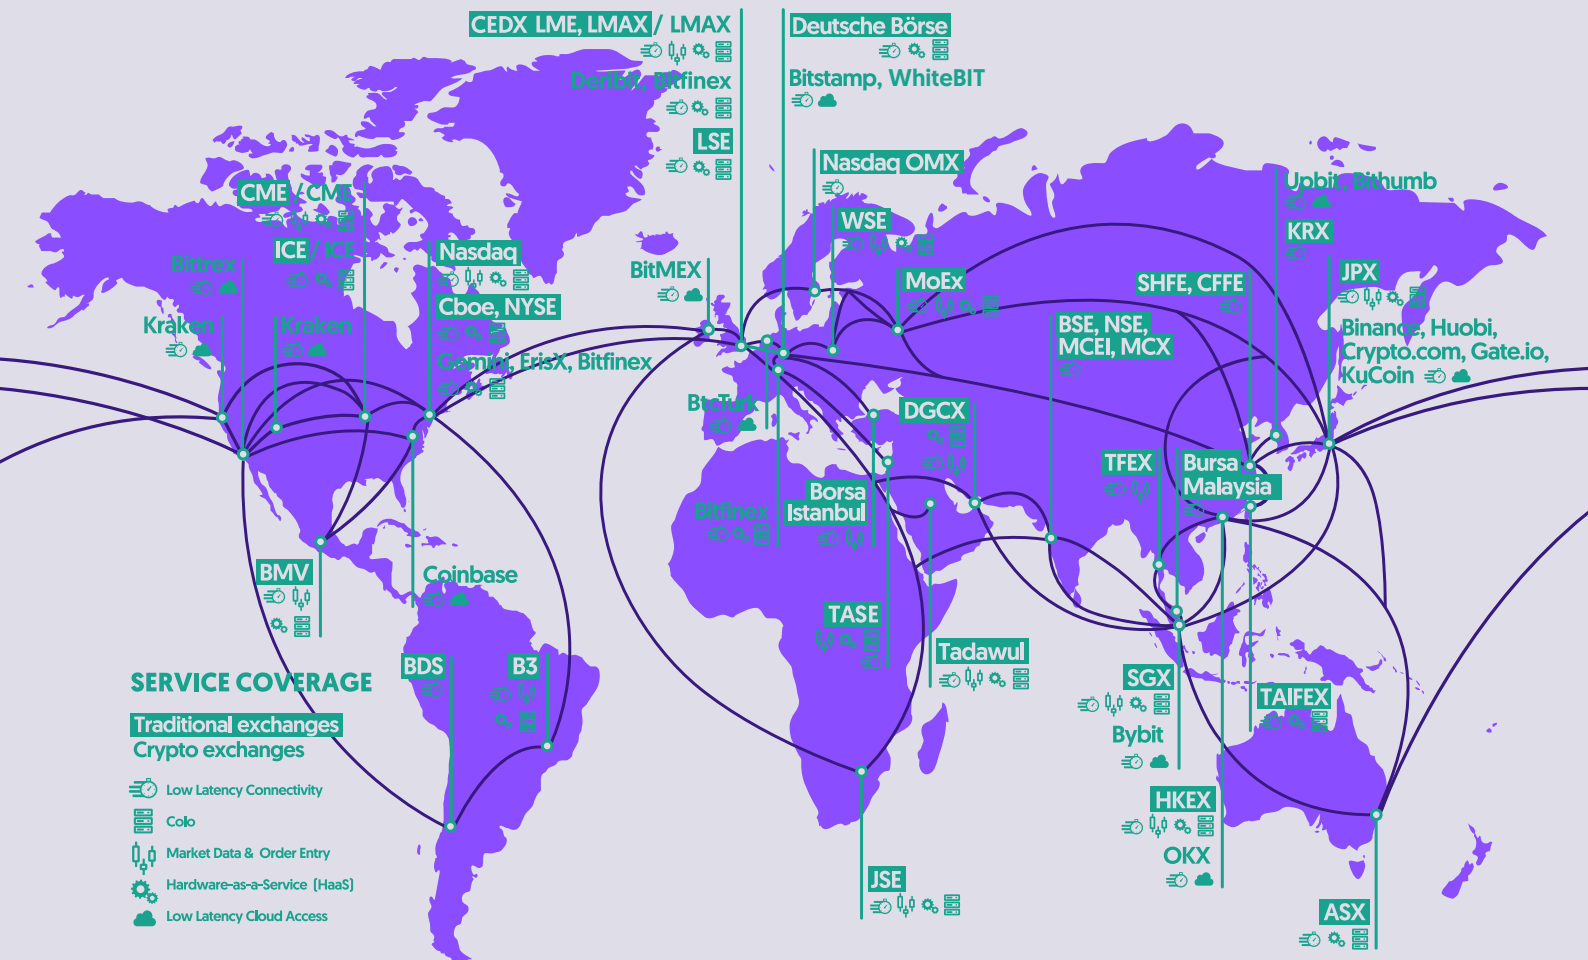 CEDX LME, LMAX / LMAX
Deribit, Bitfinex
LSE
Deutsche Börse
Bitstamp, WhiteBIT
Nasdaq OMX
WSE
MoEx
Upbit, Bithumb
KRX
JPX
Binance, Huobi,
Crypto.com, Gate.io,
KuCoin
SHFE, CFFE
BSE, NSE,
MCEI, MCX
CME / CME
ICE / ICE
Bittrex
Kraken
Kraken
Nasdaq
Cboe, NYSE
Gemini, ErisX, Bitfinex
BitMEX
BtcTurk
DGCX
TFEX
Bursa
Malaysia
Bitfinex
Borsa
Istanbul
BMV
Coinbase
TASE
Tadawul
BDS
B3
SGX
Bybit
TAIFEX
HKEX
OKX
JSE
ASX
SERVICE COVERAGE
Traditional exchanges
Crypto exchanges
Low Latency Connectivity
Colo
Market Data & Order Entry
Hardware-as-a-Service (HaaS)
Low Latency Cloud Access